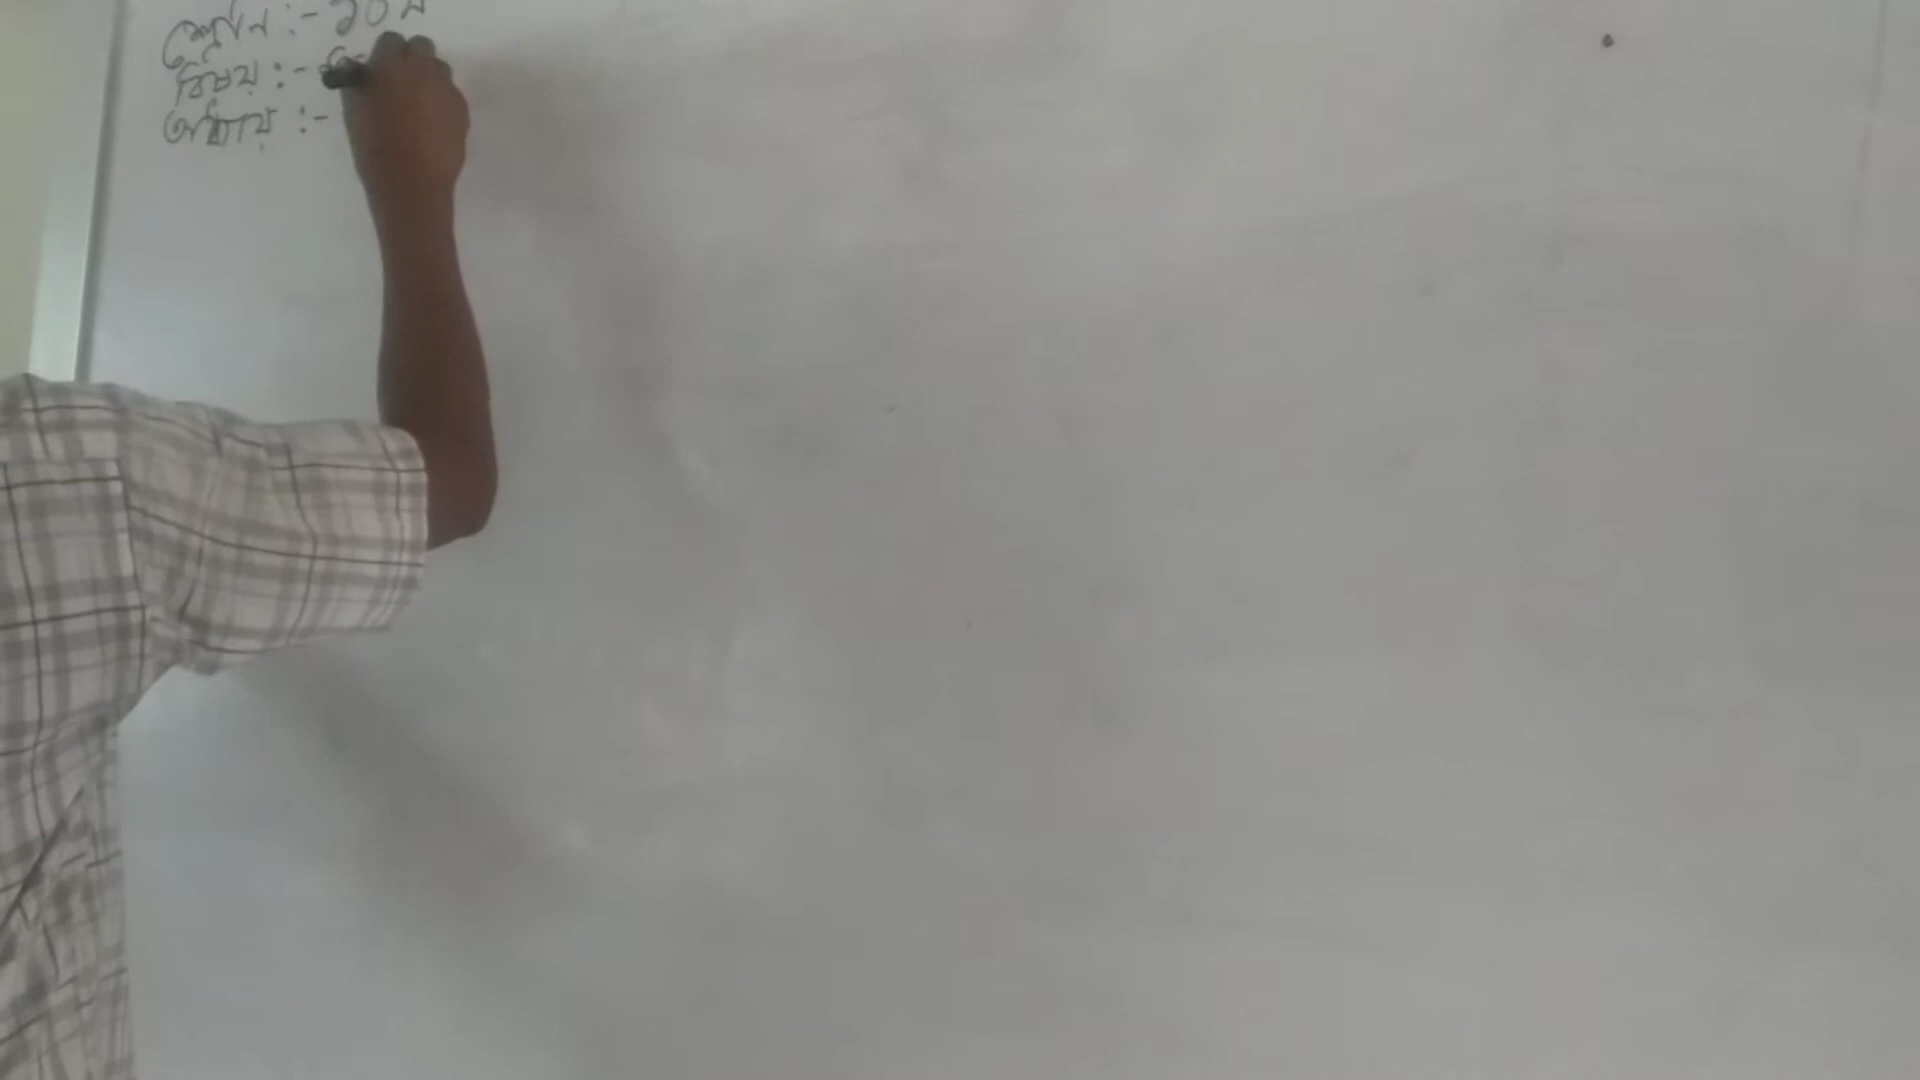 শ্রেণি :- ১০ম
বিষয় :-
অধ্যায় :-